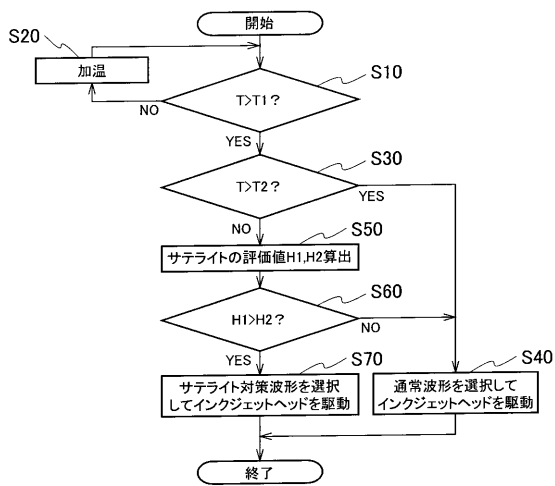 開始
S20
加温
S10
T>T1?
NO
YES
S30
T>T2?
YES
NO
S50
サテライトの評価値H1,H2算出
S60
H1>H2?
NO
YES
S70
サテライト対策波形を選択
してインクジェットヘッドを駆動
S40
通常波形を選択して
インクジェットヘッドを駆動
終了